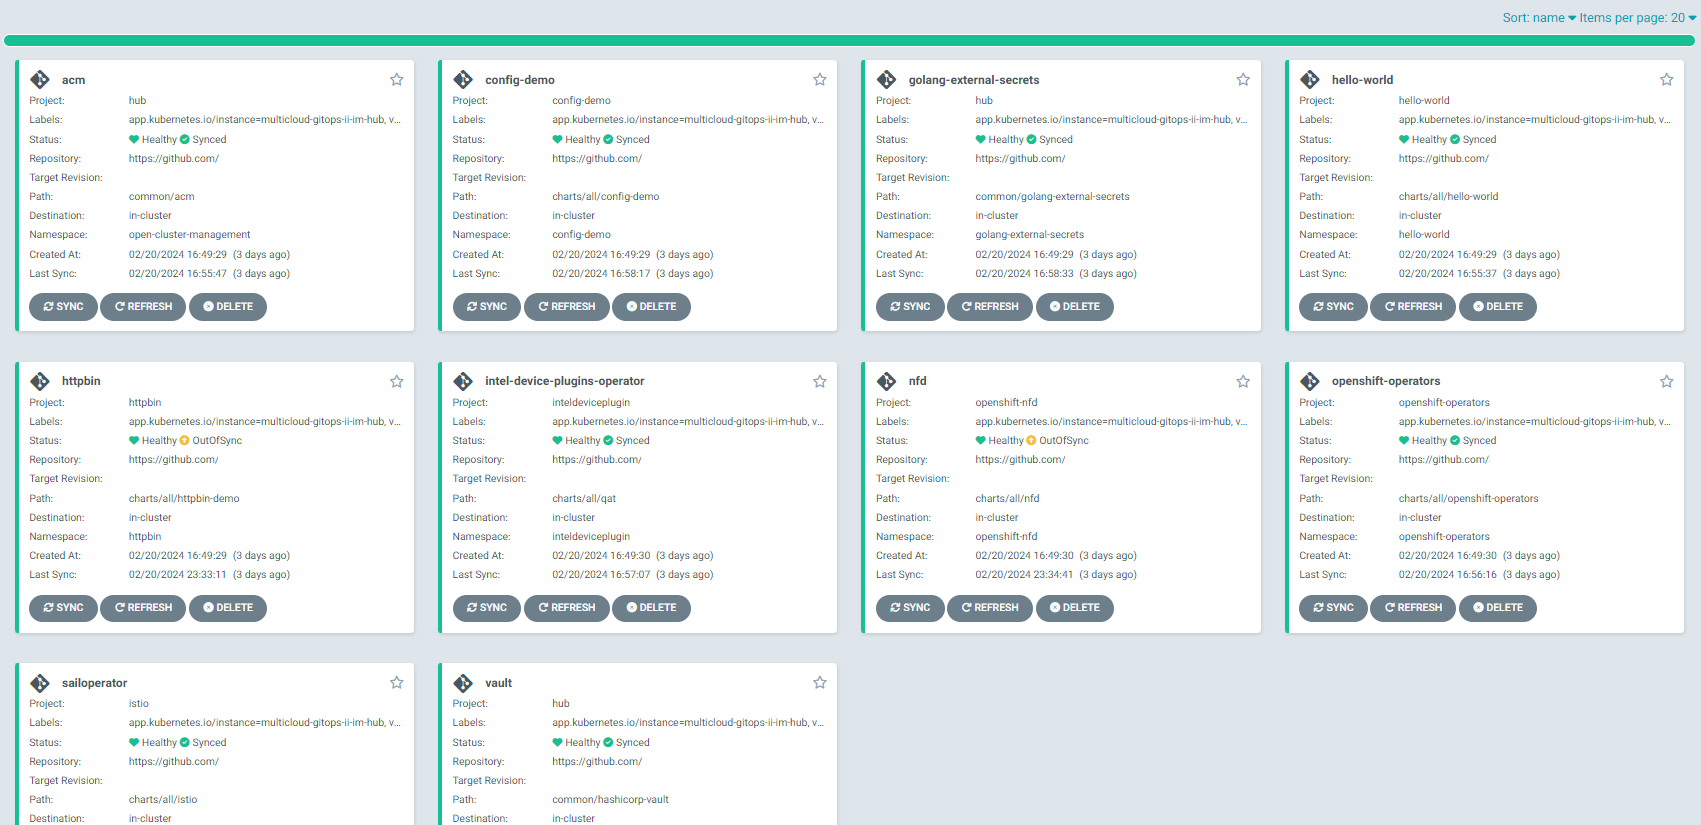 Sort: name Items per page: 20
acm
Project: hub
Labels: app.kubernetes.io/instance=multicloud-gitops-ii-im-hub, v...
Status: Healthy Synced
Repository: https://github.com/
Target Revision:
Path: common/acm
Destination: in-cluster
Namespace: open-cluster-management
Created At: 02/20/2024 16:49:29 (3 days ago)
Last Sync: 02/20/2024 16:55:47 (3 days ago)
SYNC REFRESH DELETE
config-demo
Project: config-demo
Labels: app.kubernetes.io/instance=multicloud-gitops-ii-im-hub, v...
Status: Healthy Synced
Repository: https://github.com/
Target Revision:
Path: charts/all/config-demo
Destination: in-cluster
Namespace: config-demo
Created At: 02/20/2024 16:49:29 (3 days ago)
Last Sync: 02/20/2024 16:58:17 (3 days ago)
SYNC REFRESH DELETE
golang-external-secrets
Project: hub
Labels: app.kubernetes.io/instance=multicloud-gitops-ii-im-hub, v...
Status: Healthy Synced
Repository: https://github.com/
Target Revision:
Path: common/golang-external-secrets
Destination: in-cluster
Namespace: golang-external-secrets
Created At: 02/20/2024 16:49:29 (3 days ago)
Last Sync: 02/20/2024 16:58:33 (3 days ago)
SYNC REFRESH DELETE
hello-world
Project: hello-world
Labels: app.kubernetes.io/instance=multicloud-gitops-ii-im-hub, v...
Status: Healthy Synced
Repository: https://github.com/
Target Revision:
Path: charts/all/hello-world
Destination: in-cluster
Namespace: hello-world
Created At: 02/20/2024 16:49:29 (3 days ago)
Last Sync: 02/20/2024 16:55:37 (3 days ago)
SYNC REFRESH DELETE
httpbin
Project: httpbin
Labels: app.kubernetes.io/instance=multicloud-gitops-ii-im-hub, v...
Status: Healthy OutOfSync
Repository: https://github.com/
Target Revision:
Path: charts/all/httpbin-demo
Destination: in-cluster
Namespace: httpbin
Created At: 02/20/2024 16:49:29 (3 days ago)
Last Sync: 02/20/2024 23:33:11 (3 days ago)
SYNC REFRESH DELETE
intel-device-plugins-operator
Project: inteldeviceplugin
Labels: app.kubernetes.io/instance=multicloud-gitops-ii-im-hub, v...
Status: Healthy Synced
Repository: https://github.com/
Target Revision:
Path: charts/all/qat
Destination: in-cluster
Namespace: inteldeviceplugin
Created At: 02/20/2024 16:49:30 (3 days ago)
Last Sync: 02/20/2024 16:57:07 (3 days ago)
SYNC REFRESH DELETE
nfd
Project: openshift-nfd
Labels: app.kubernetes.io/instance=multicloud-gitops-ii-im-hub, v...
Status: Healthy OutOfSync
Repository: https://github.com/
Target Revision:
Path: charts/all/nfd
Destination: in-cluster
Namespace: openshift-nfd
Created At: 02/20/2024 16:49:30 (3 days ago)
Last Sync: 02/20/2024 23:34:41 (3 days ago)
SYNC REFRESH DELETE
openshift-operators
Project: openshift-operators
Labels: app.kubernetes.io/instance=multicloud-gitops-ii-im-hub, v...
Status: Healthy Synced
Repository: https://github.com/
Target Revision:
Path: charts/all/openshift-operators
Destination: in-cluster
Namespace: openshift-operators
Created At: 02/20/2024 16:49:30 (3 days ago)
Last Sync: 02/20/2024 16:56:16 (3 days ago)
SYNC REFRESH DELETE
sailoperator
Project: istio
Labels: app.kubernetes.io/instance=multicloud-gitops-ii-im-hub, v...
Status: Healthy Synced
Repository: https://github.com/
Target Revision:
Path: charts/all/istio
Destination: in-cluster
vault
Project: hub
Labels: app.kubernetes.io/instance=multicloud-gitops-ii-im-hub, v...
Status: Healthy Synced
Repository: https://github.com/
Target Revision:
Path: common/hashicorp-vault
Destination: in-cluster